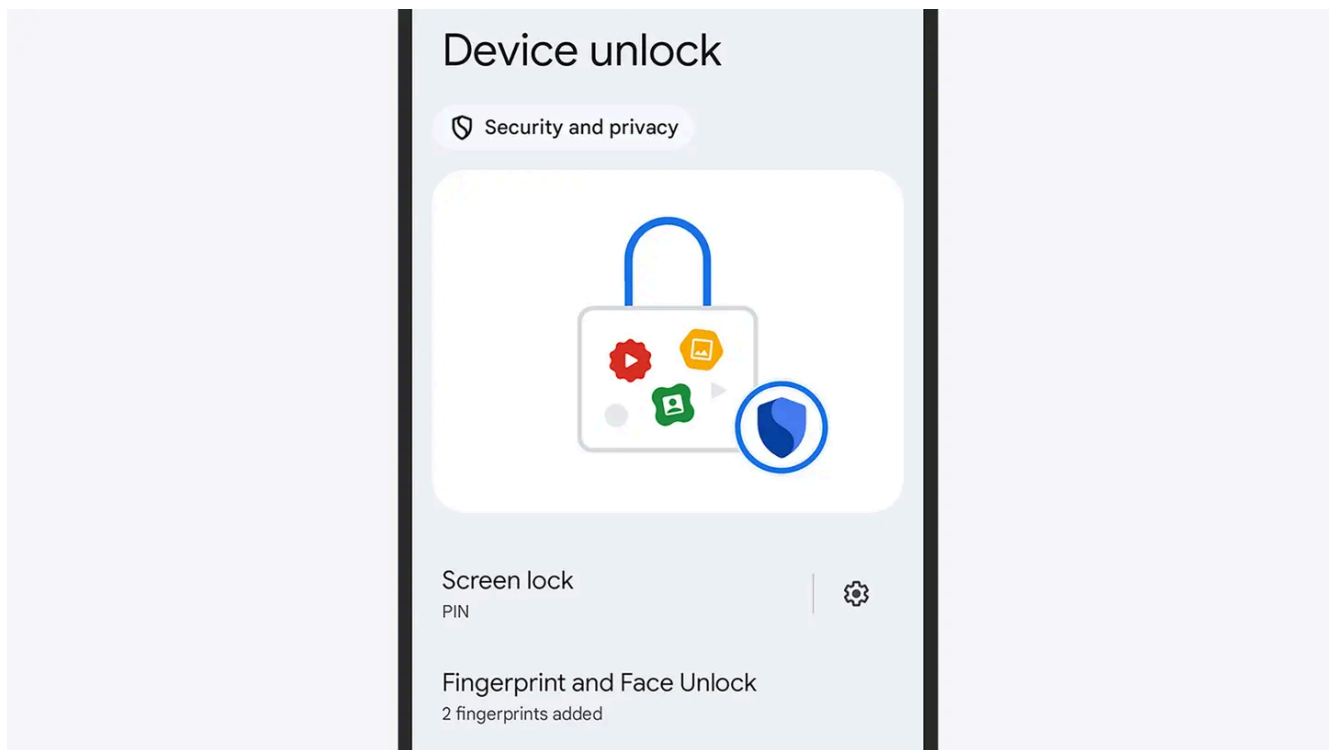 Device unlock
Security and privacy
Screen lock
PIN
Fingerprint and Face Unlock
2 fingerprints added